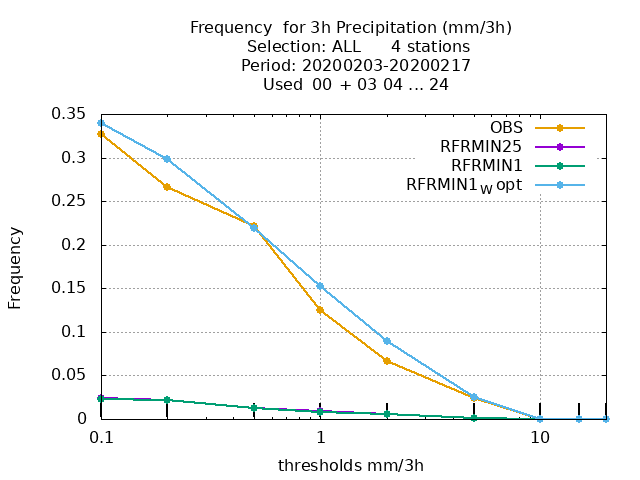 Frequency  for 3h Precipitation (mm/3h)
Selection: ALL      4 stations
Period: 20200203-20200217
Used  00 + 03 04 ... 24
0.35
0.3
0.25
0.2
0.15
0.1
0.05
0
Frequency
OBS
RFRMIN25
RFRMIN1
RFRMIN1_W opt
0.1 1 10
thresholds mm/3h